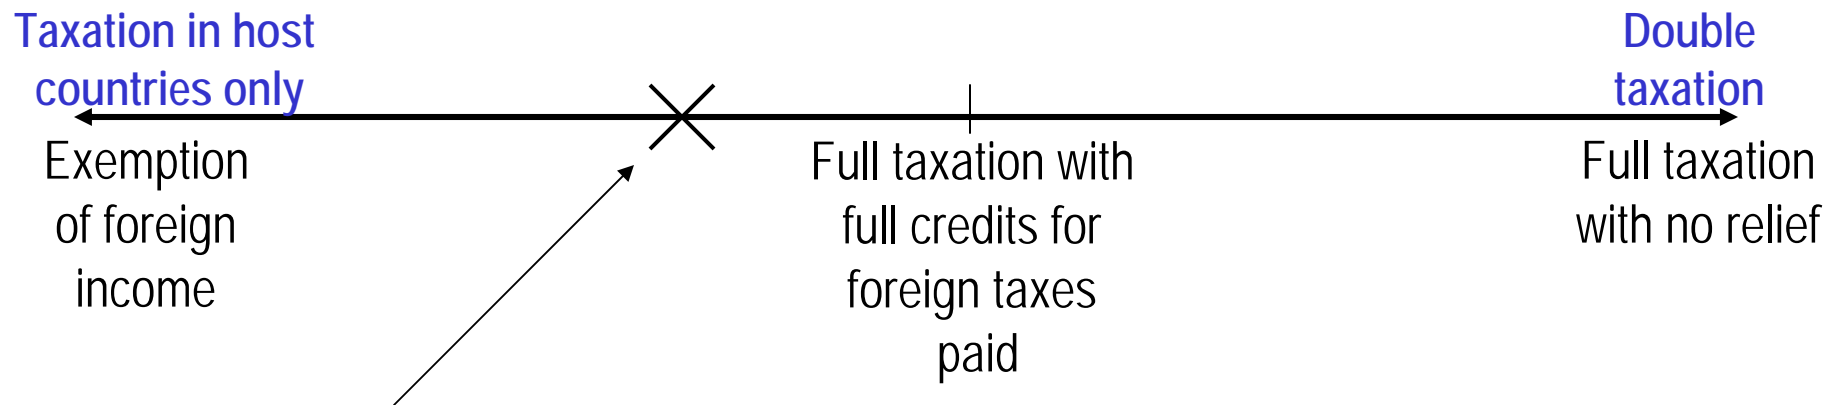 Taxation in host
countries only
Double
taxation
Exemption
of foreign
income
Full taxation with
full credits for
foreign taxes
paid
Full taxation
with no relief